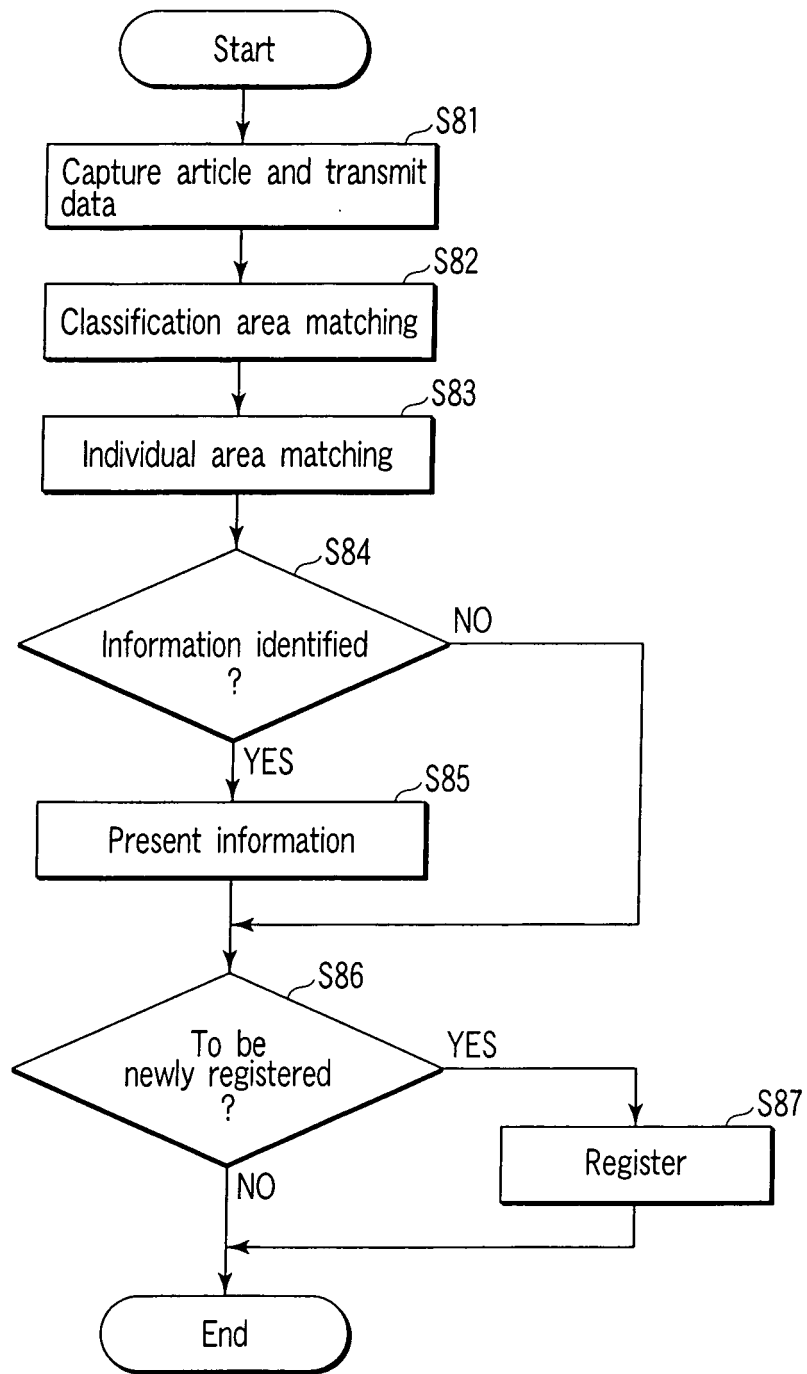 Start
S81
Capture article and transmit
data
S82
Classification area matching
S83
Individual area matching
S84
Information identified
?
NO
YES
S85
Present information
S86
To be
newly registered
?
YES
S87
Register
NO
End